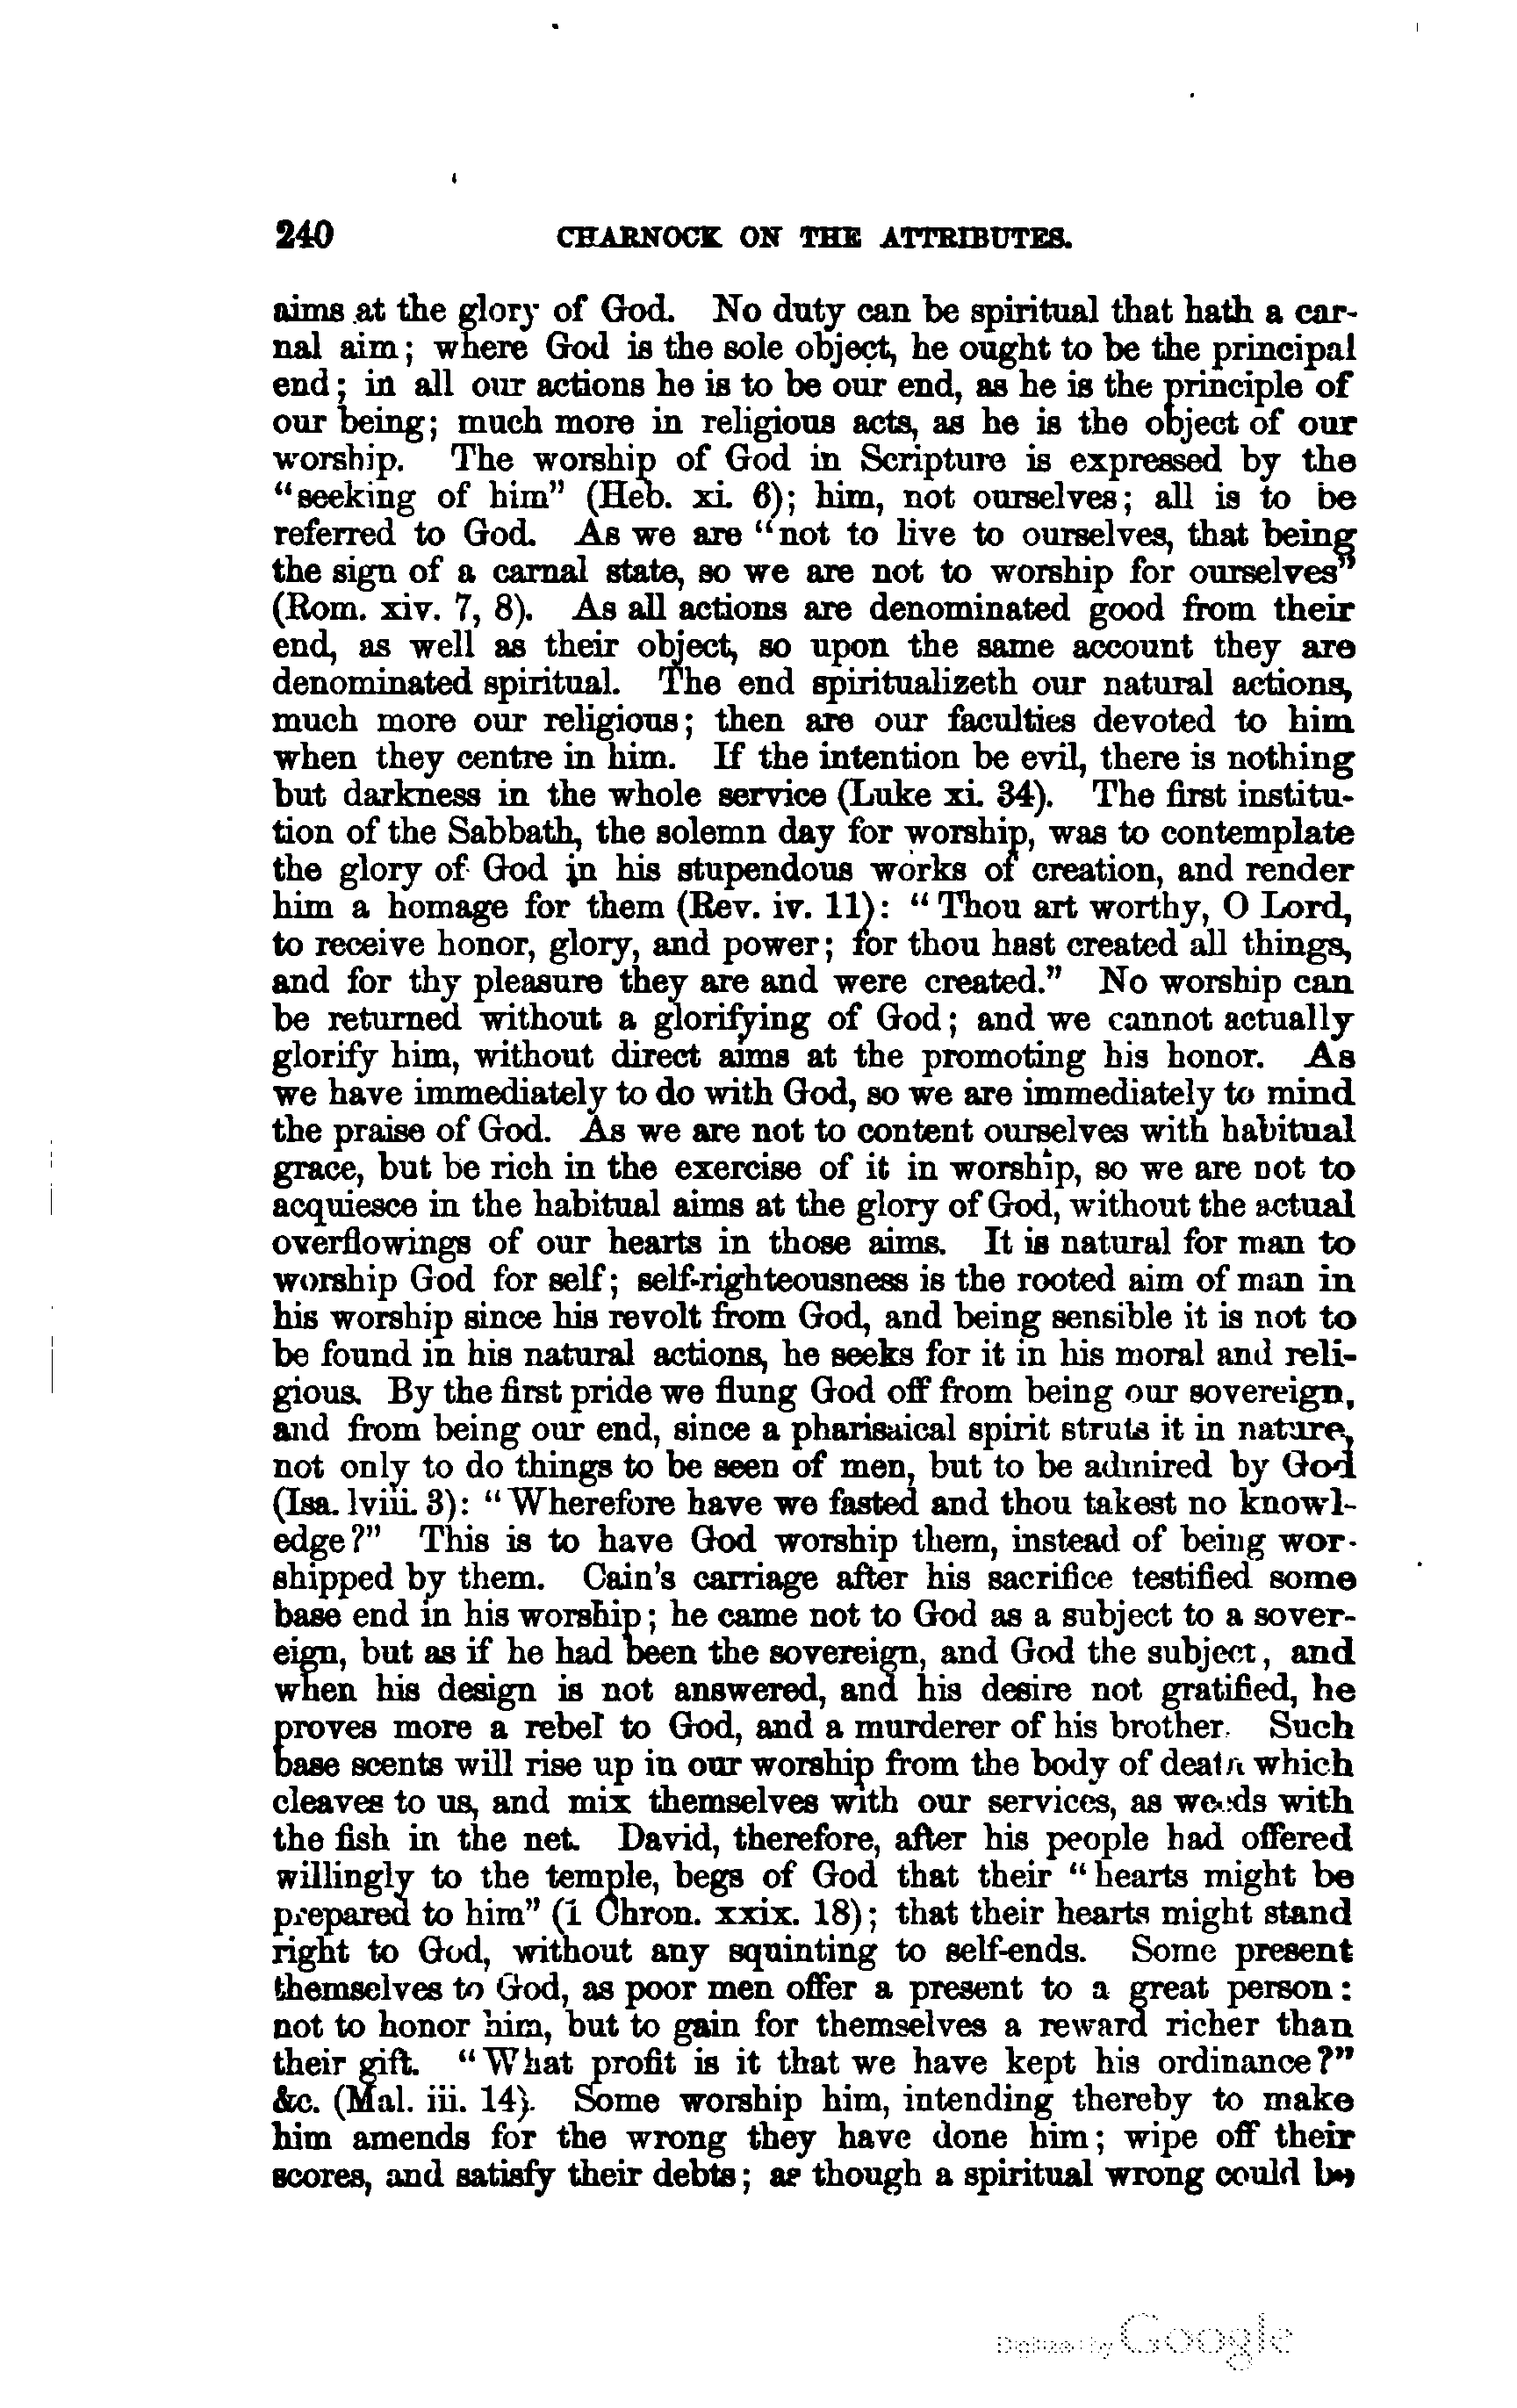 240 CHARNOCK ON THE ATTRIBUTES.
aims at the glory of God. No duty can be spiritual that hath a car-
nal aim; where God is the sole object, he ought to be the principal
end; in all our actions he is to be our end, as he is the principle of
our being; much more in religious acts, as he is the object of our
worship. The worship of God in Scripture is expressed by the
"seeking of him" (Heb. xi. 6); him, not ourselves; all is to be
referred to God. As we are "not to live to ourselves, that being
the sign of a carnal state, so we are not to worship for ourselves"
(Rom. xiv. 7, 8). As all actions are denominated good from their
end, as well as their object, so upon the same account they are
denominated spiritual. The end spiritualizeth our natural actions,
much more our religious; then are our faculties devoted to him
when they centre in him. If the intention be evil, there is nothing
but darkness in the whole service (Luke xi. 34). The first institu-
tion of the Sabbath, the solemn day for worship, was to contemplate
the glory of God in his stupendous works of creation, and render
him a homage for them (Rev. iv. 11): "Thou art worthy, O Lord,
to receive honor, glory, and power; for thou hast created all things,
and for thy pleasure they are and were created." No worship can
be returned without a glorifying of God; and we cannot actually
glorify him, without direct aims at the promoting his honor. As
we have immediately to do with God, so we are immediately to mind
the praise of God. As we are not to content ourselves with habitual
grace, but be rich in the exercise of it in worship, so we are not to
acquiesce in the habitual aims at the glory of God, without the actual
overflowings of our hearts in those aims. It is natural for man to
worship God for self; self-righteousness is the rooted aim of man in
his worship since his revolt from God, and being sensible it is not to
be found in his natural actions, he seeks for it in his moral and reli-
gious. By the first pride we flung God off from being our sovereign,
and from being our end, since a pharisaical spirit struts it in nature,
not only to do things to be seen of men, but to be admired by God
(Isa. lviii. 3): "Wherefore have we fasted and thou takest no knowl-
edge?" This is to have God worship them, instead of being wor-
shipped by them. Cain's carriage after his sacrifice testified some
base end in his worship; he came not to God as a subject to a sover-
eign, but as if he had been the sovereign, and God the subject, and
when his design is not answered, and his desire not gratified, he
proves more a rebel to God, and a murderer of his brother. Such
base scents will rise up in our worship from the body of death which
cleaves to us, and mix themselves with our services, as weeds with
the fish in the net. David, therefore, after his people had offered
willingly to the temple, begs of God that their "hearts might be
prepared to him" (1 Chron. xxix. 18); that their hearts might stand
right to God, without any squinting to self-ends. Some present
themselves to God, as poor men offer a present to a great person:
not to honor him, but to gain for themselves a reward richer than
their gift. "What profit is it that we have kept his ordinance?"
&c. (Mal. iii. 14). Some worship him, intending thereby to make
him amends for the wrong they have done him; wipe off their
scores, and satisfy their debts; as though a spiritual wrong could be
Digitized by Google